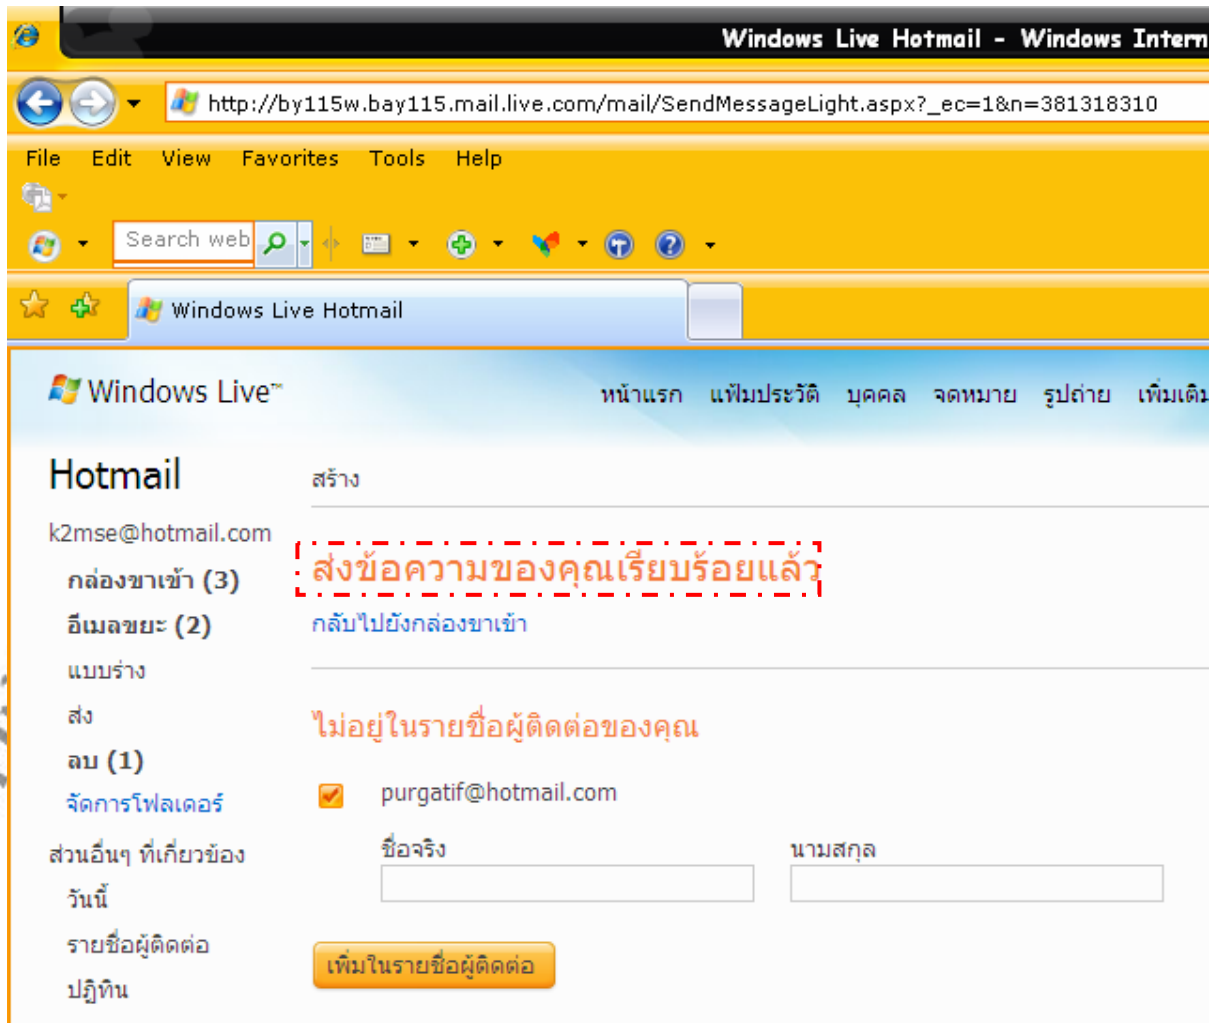 Windows Live Hotmail - Windows Intern
http://by115w.bay115.mail.live.com/mail/SendMessageLight.aspx?_ec=1&n=381318310
File Edit View Favorites Tools Help
Search web
Windows Live Hotmail
Windows Live™ หน้าแรก แฟ้มประวัติ บุคคล จดหมาย รูปถ่าย เพิ่มเติม
Hotmail สร้าง
k2mse@hotmail.com
ส่งข้อความของคุณเรียบร้อยแล้ว
กล่องขาเข้า (3)
อีเมลขยะ (2) กลับไปยังกล่องขาเข้า
แบบร่าง
ส่ง ไม่อยู่ในรายชื่อผู้ติดต่อของคุณ
ลบ (1)
จัดการโฟลเดอร์ purgatif@hotmail.com
ส่วนอื่นๆ ที่เกี่ยวข้อง ชื่อจริง นามสกุล
วันนี้
รายชื่อผู้ติดต่อ
เพิ่มในรายชื่อผู้ติดต่อ
ปฏิทิน